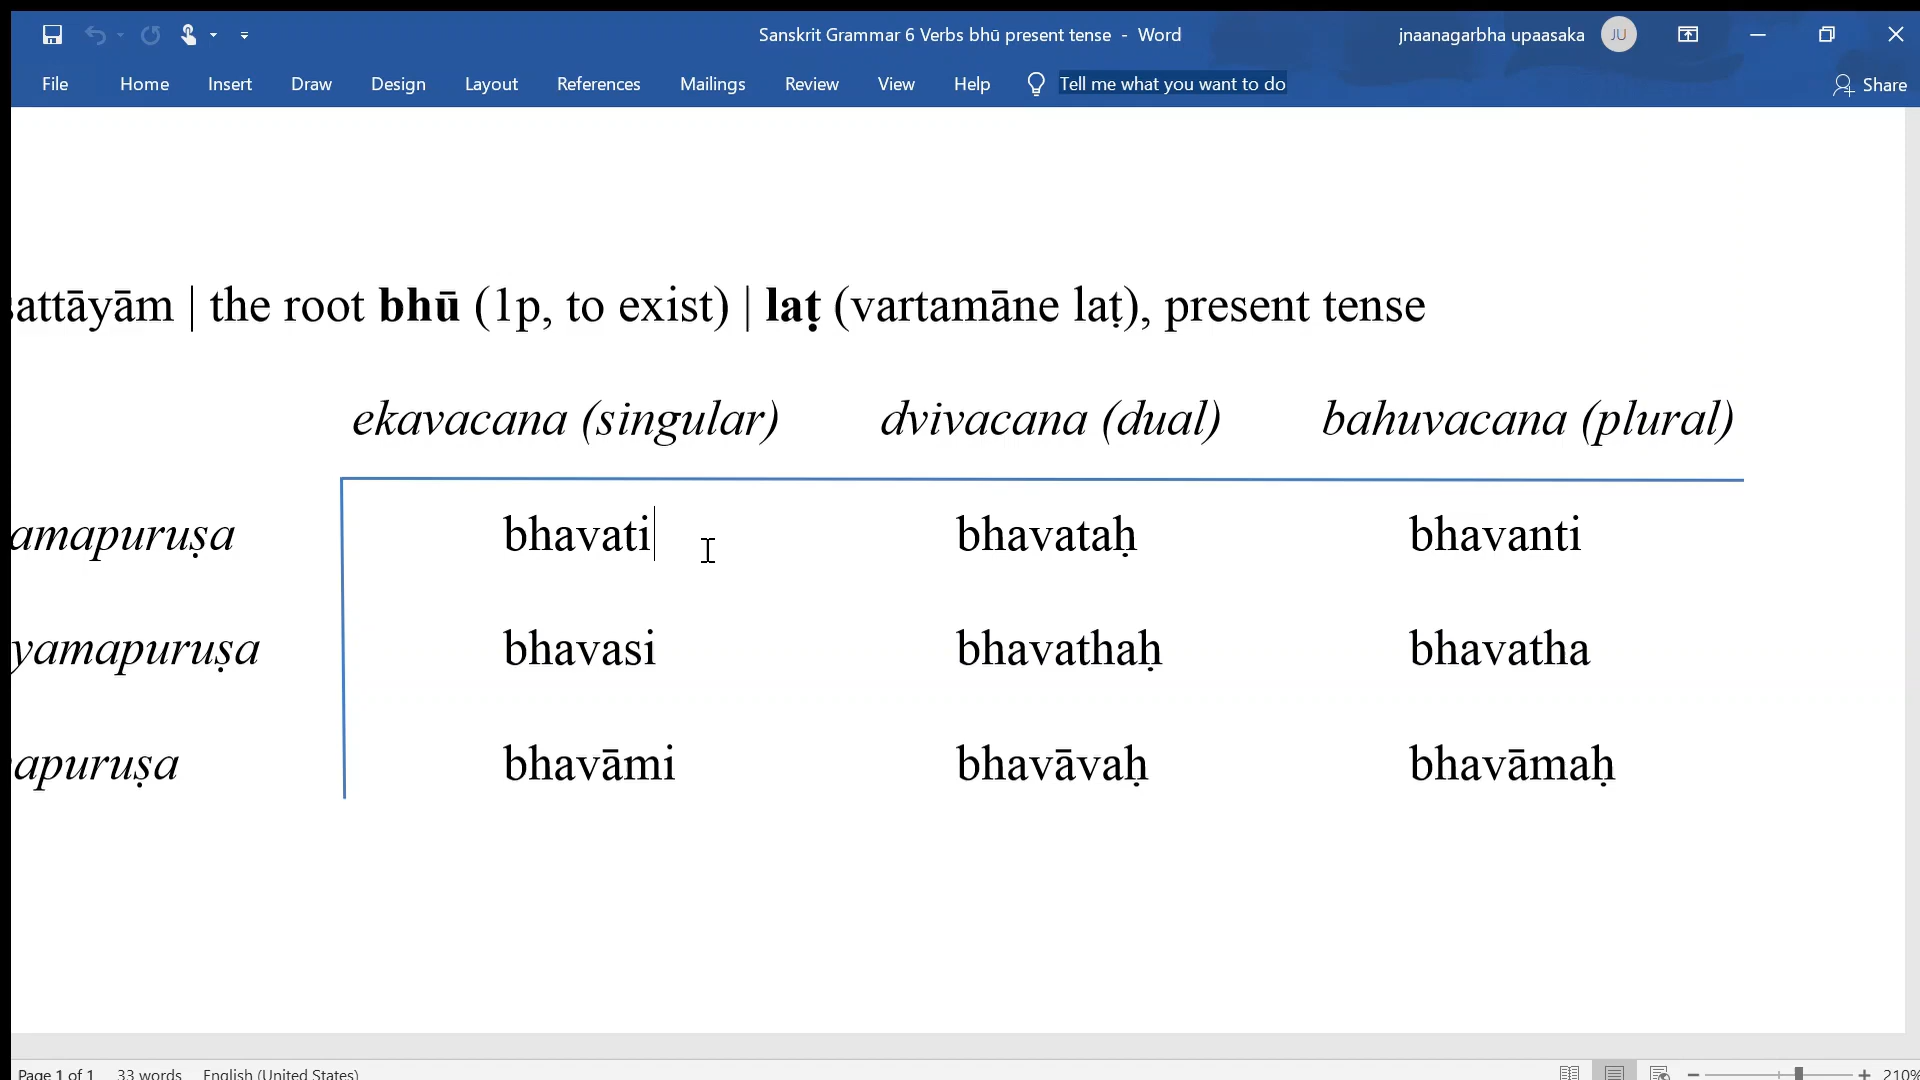 Sanskrit Grammar 6 Verbs bhū present tense - Word
jnaanagarbha upaasaka JU
File Home Insert Draw Design Layout References Mailings Review View Help Tell me what you want to do Share
sattāyām | the root bhū (1p, to exist) | laṭ (vartamāne laṭ), present tense
ekavacana (singular) dvivacana (dual) bahuvacana (plural)
amapuruṣa bhavati bhavataḥ bhavanti
yamapuruṣa bhavasi bhavathaḥ bhavatha
apuruṣa bhavāmi bhavāvaḥ bhavāmaḥ
Page 1 of 1 33 words English (United States) 210%